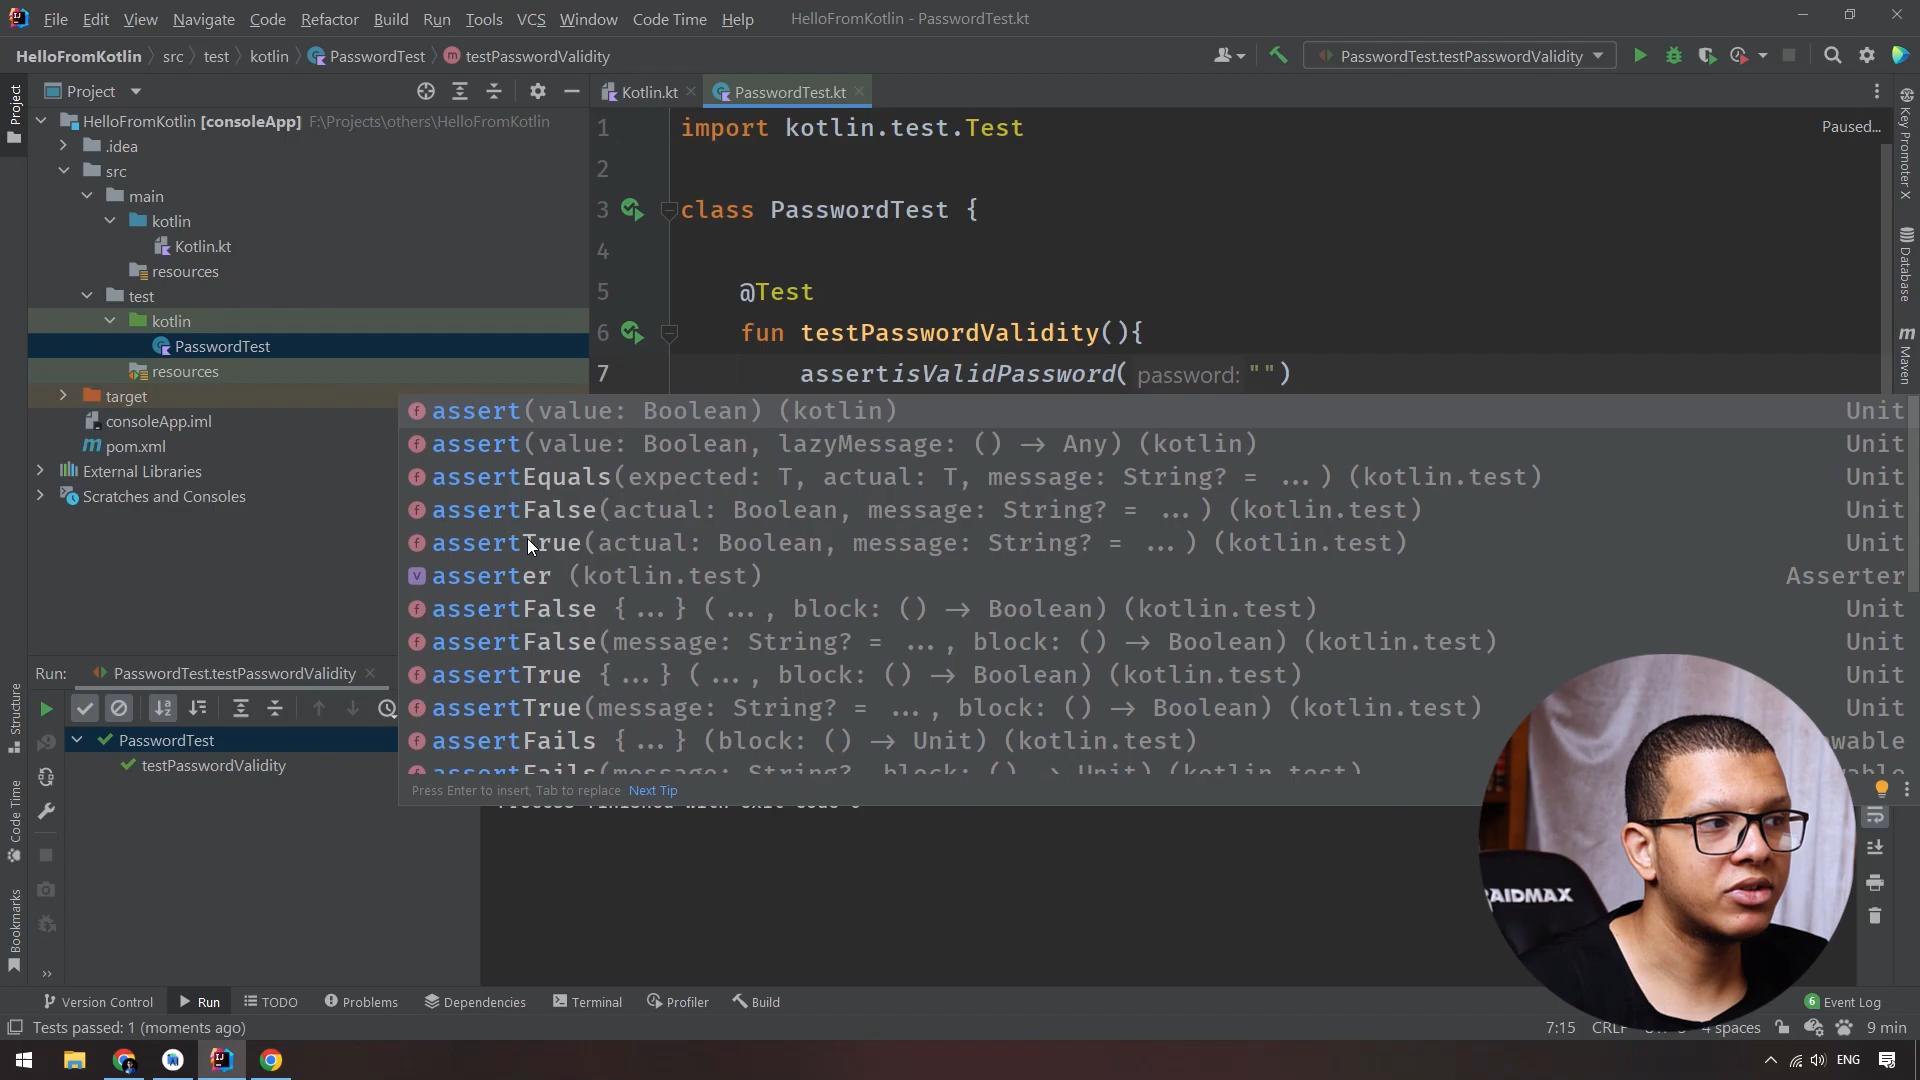 File Edit View Navigate Code Refactor Build Run Tools VCS Window Code Time Help HelloFromKotlin - PasswordTest.kt
HelloFromKotlin src test kotlin PasswordTest testPasswordValidity PasswordTest.testPasswordValidity
Project
Kotlin.kt PasswordTest.kt
HelloFromKotlin [consoleApp] F:\Projects\others\HelloFromKotlin
.idea
src
main
kotlin
Kotlin.kt
resources
test
kotlin
PasswordTest
resources
target
consoleApp.iml
pom.xml
External Libraries
Scratches and Consoles
1 import kotlin.test.Test
2
3 class PasswordTest {
4
5 @Test
6 fun testPasswordValidity(){
7 assertisValidPassword( password: "")
Paused...
assert(value: Boolean) (kotlin) Unit
assert(value: Boolean, lazyMessage: () → Any) (kotlin) Unit
assertEquals(expected: T, actual: T, message: String? = ...) (kotlin.test) Unit
assertFalse(actual: Boolean, message: String? = ...) (kotlin.test) Unit
assertTrue(actual: Boolean, message: String? = ...) (kotlin.test) Unit
asserter (kotlin.test) Asserter
assertFalse {...} (..., block: () → Boolean) (kotlin.test) Unit
assertFalse(message: String? = ..., block: () → Boolean) (kotlin.test) Unit
assertTrue {...} (..., block: () → Boolean) (kotlin.test) Unit
assertTrue(message: String? = ..., block: () → Boolean) (kotlin.test) Unit
assertFails {...} (block: () → Unit) (kotlin.test) wable
assertFails(message: String?, block: () → Unit) (kotlin.test)
Press Enter to insert, Tab to replace Next Tip
Run: PasswordTest.testPasswordValidity
PasswordTest
testPasswordValidity
Process finished with exit code 0
Project
Structure
Code Time
Bookmarks
Key Promoter X
Database
Maven
RAIDMAX
Version Control Run TODO Problems Dependencies Terminal Profiler Build 6 Event Log
Tests passed: 1 (moments ago) 7:15 CRLF 4 spaces 9 min
ENG